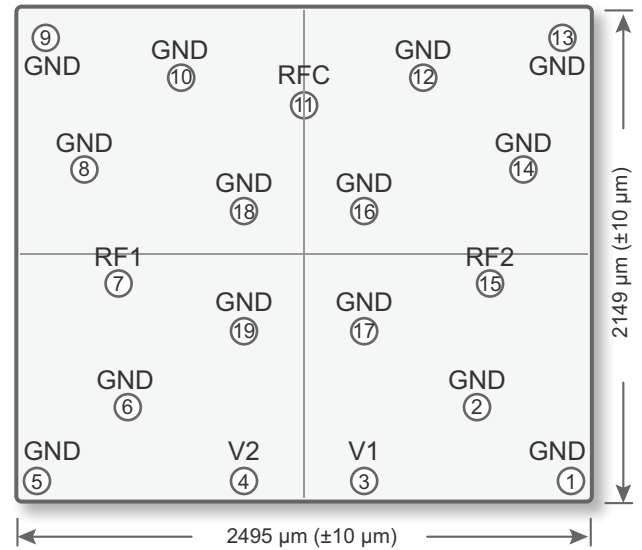 9 13
GND GND
10 RFC 12
GND GND
11
GND GND
8 14
GND GND
18 16
RF1 RF2
7 15
GND GND
19 17
GND GND
6 2
GND V2 V1 GND
5 4 3 1
2495 µm (±10 µm)
2149 µm (±10 µm)